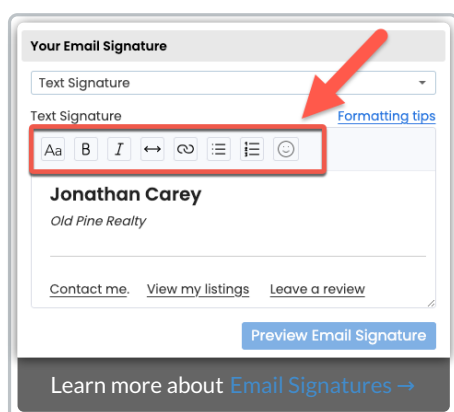 Your Email Signature
Text Signature
Text Signature Formatting tips
Aa B I
Jonathan Carey
Old Pine Realty
Contact me. View my listings Leave a review
Preview Email Signature
Learn more about Email Signatures →